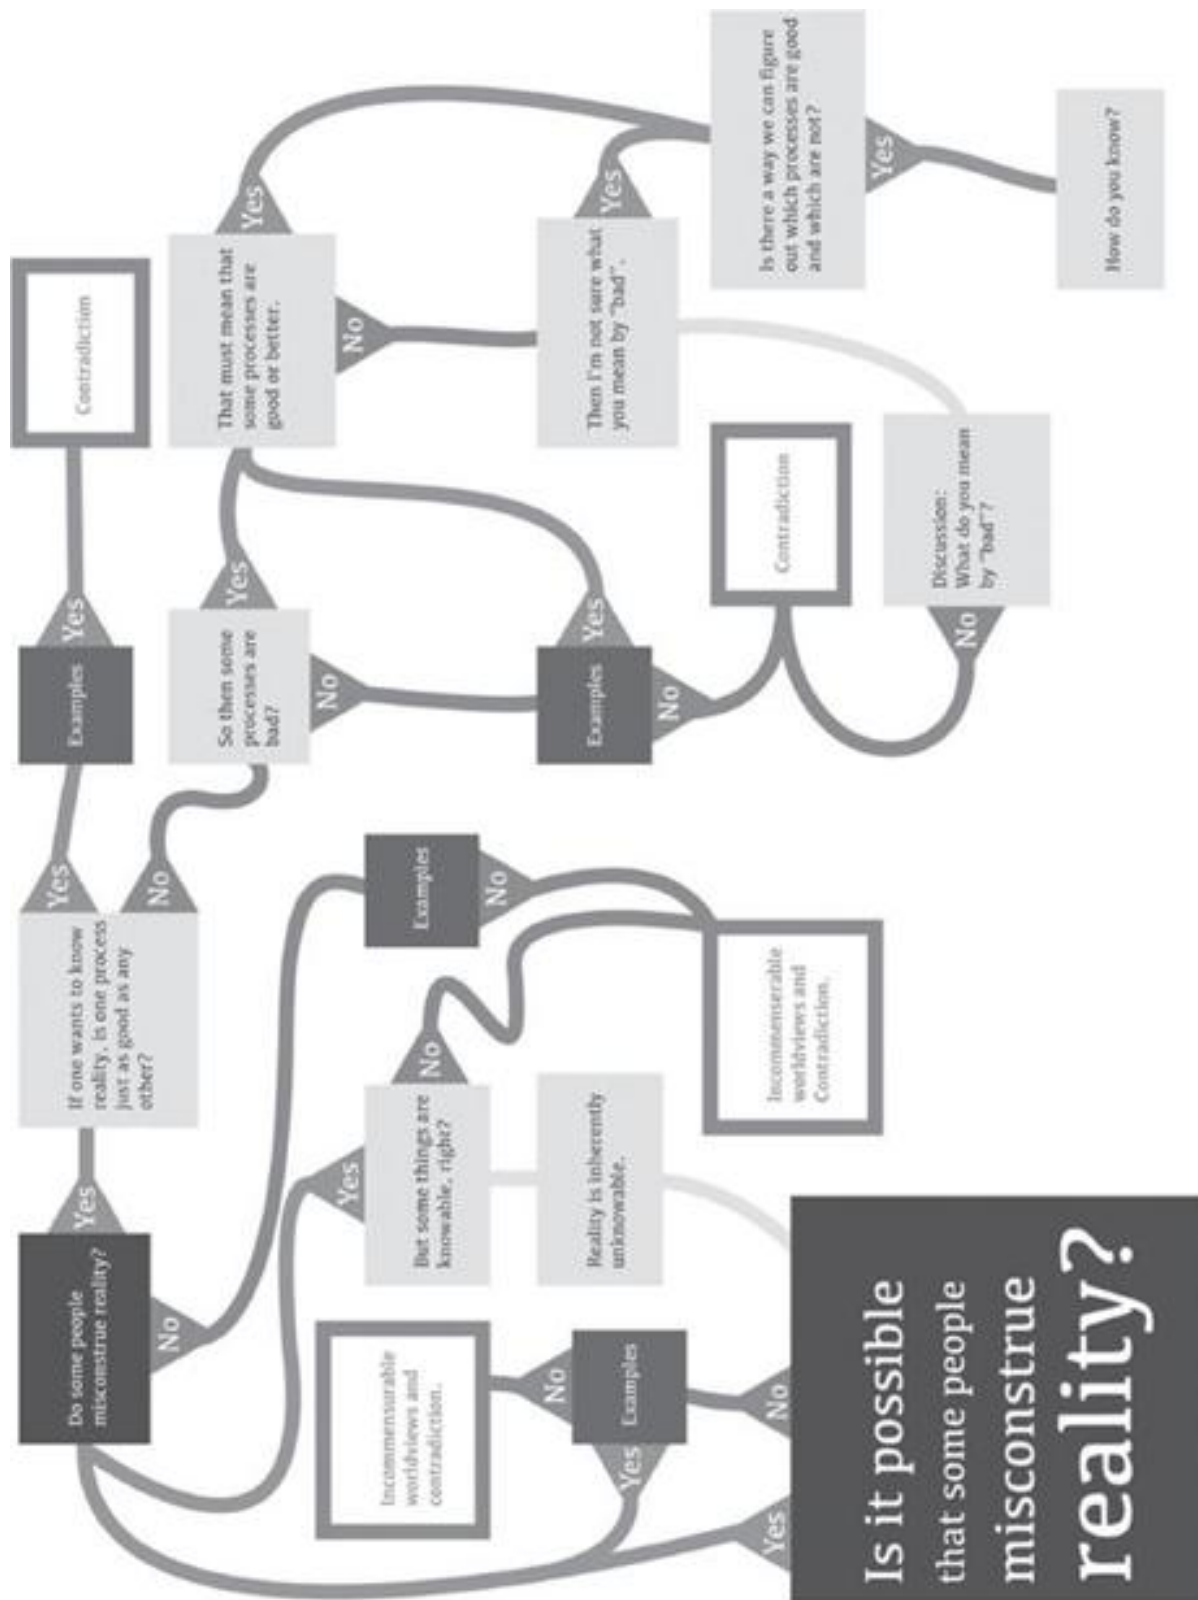 Is it possible
that some people
misconstrue
reality?
Yes
No
Examples
Yes
No
Incommensurable
worldviews and
contradiction.
Reality is inherently
unknowable.
But some things are
knowable, right?
Yes
No
Do some people
misconstrue reality?
Yes
No
Examples
No
Incommenserable
worldviews and
Contradiction.
If one wants to know
reality, is one process
just as good as any
other?
Yes
No
Examples
Yes
Contradiction
So then some
processes are
bad?
Yes
No
Examples
Yes
No
Contradiction
That must mean that
some processes are
good or better.
Yes
No
Then I'm not sure what
you mean by "bad".
Yes
Discussion:
What do you mean
by "bad"?
No
Is there a way we can figure
out which processes are good
and which are not?
Yes
How do you know?